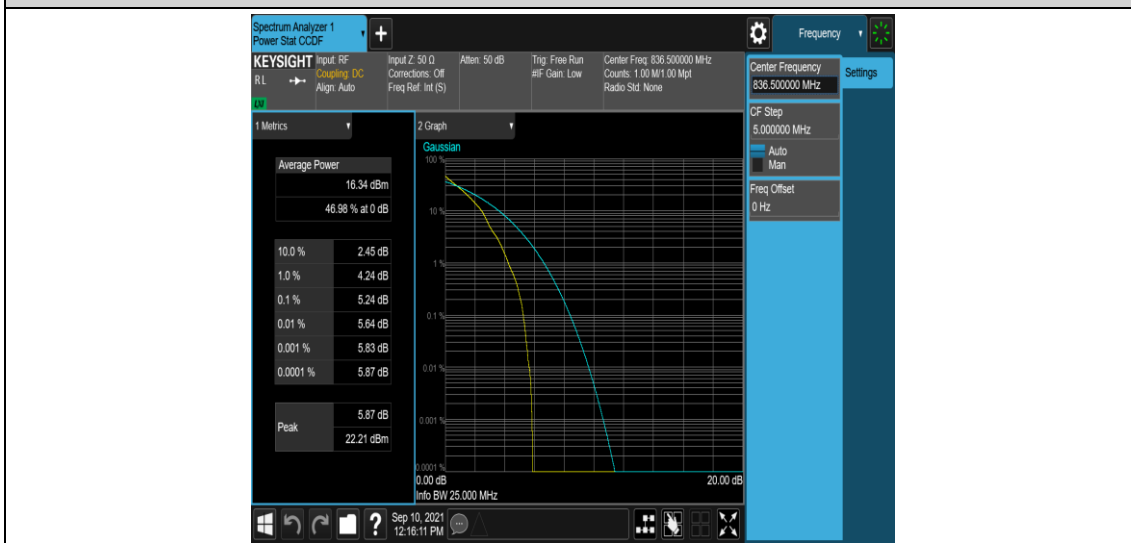 Spectrum Analyzer 1
Power Stat CCDF
+
Frequency
KEYSIGHT
R L
LXI
Input: RF
Coupling: DC
Align: Auto
Input Z: 50 Ω
Corrections: Off
Freq Ref: Int (S)
Atten: 50 dB
Trig: Free Run
#IF Gain: Low
Center Freq: 836.500000 MHz
Counts: 1.00 M/1.00 Mpt
Radio Std: None
Center Frequency
836.500000 MHz
Settings
CF Step
5.000000 MHz
Auto
Man
Freq Offset
0 Hz
1 Metrics
Average Power
16.34 dBm
46.98 % at 0 dB
10.0 % 2.45 dB
1.0 % 4.24 dB
0.1 % 5.24 dB
0.01 % 5.64 dB
0.001 % 5.83 dB
0.0001 % 5.87 dB
Peak
5.87 dB
22.21 dBm
2 Graph
Gaussian
100 %
10 %
1 %
0.1 %
0.01 %
0.001 %
0.0001 %
0.00 dB 20.00 dB
Info BW 25.000 MHz
?
Sep 10, 2021
12:16:11 PM